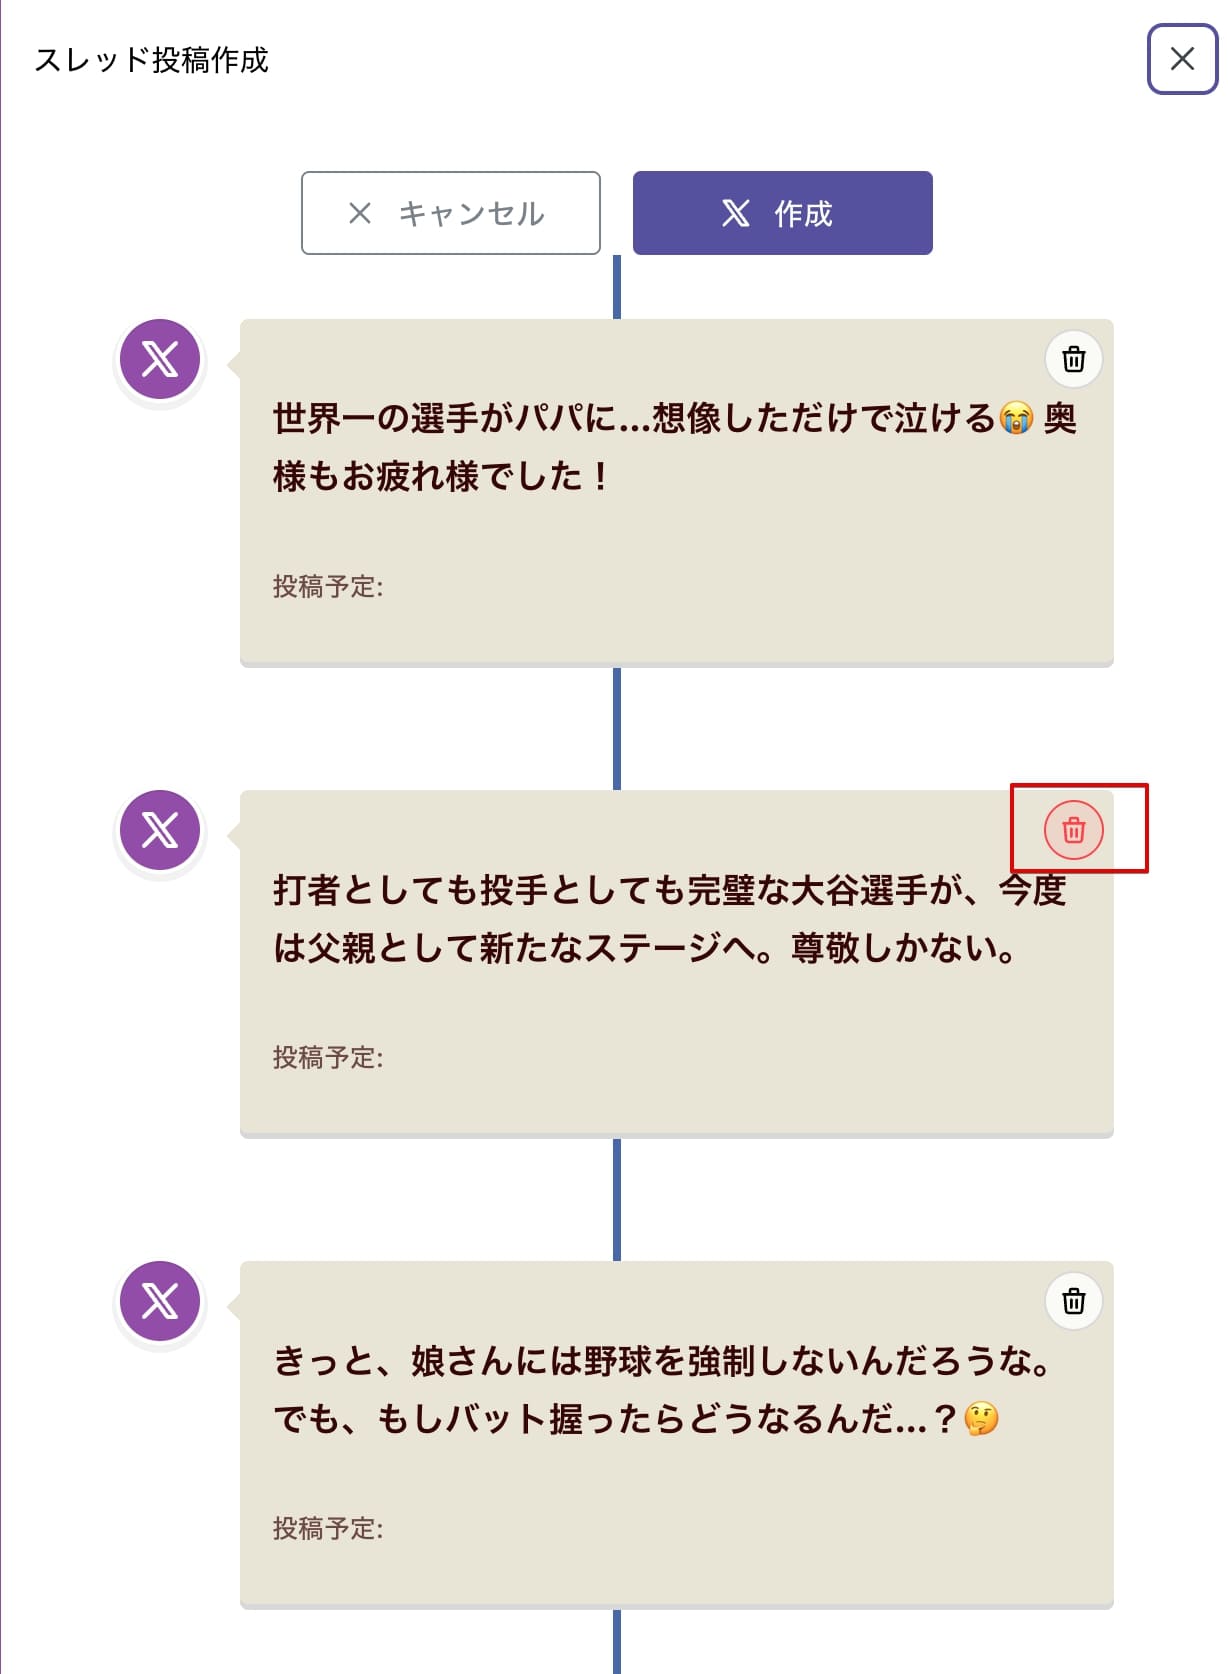 スレッド投稿作成
キャンセル
作成
世界一の選手がパパに...想像しただけで泣ける😭 奥
様もお疲れ様でした！
投稿予定:
打者としても投手としても完璧な大谷選手が、今度
は父親として新たなステージへ。尊敬しかない。
投稿予定:
きっと、娘さんには野球を強制しないんだろうな。
でも、もしバット握ったらどうなるんだ...？🤔
投稿予定: